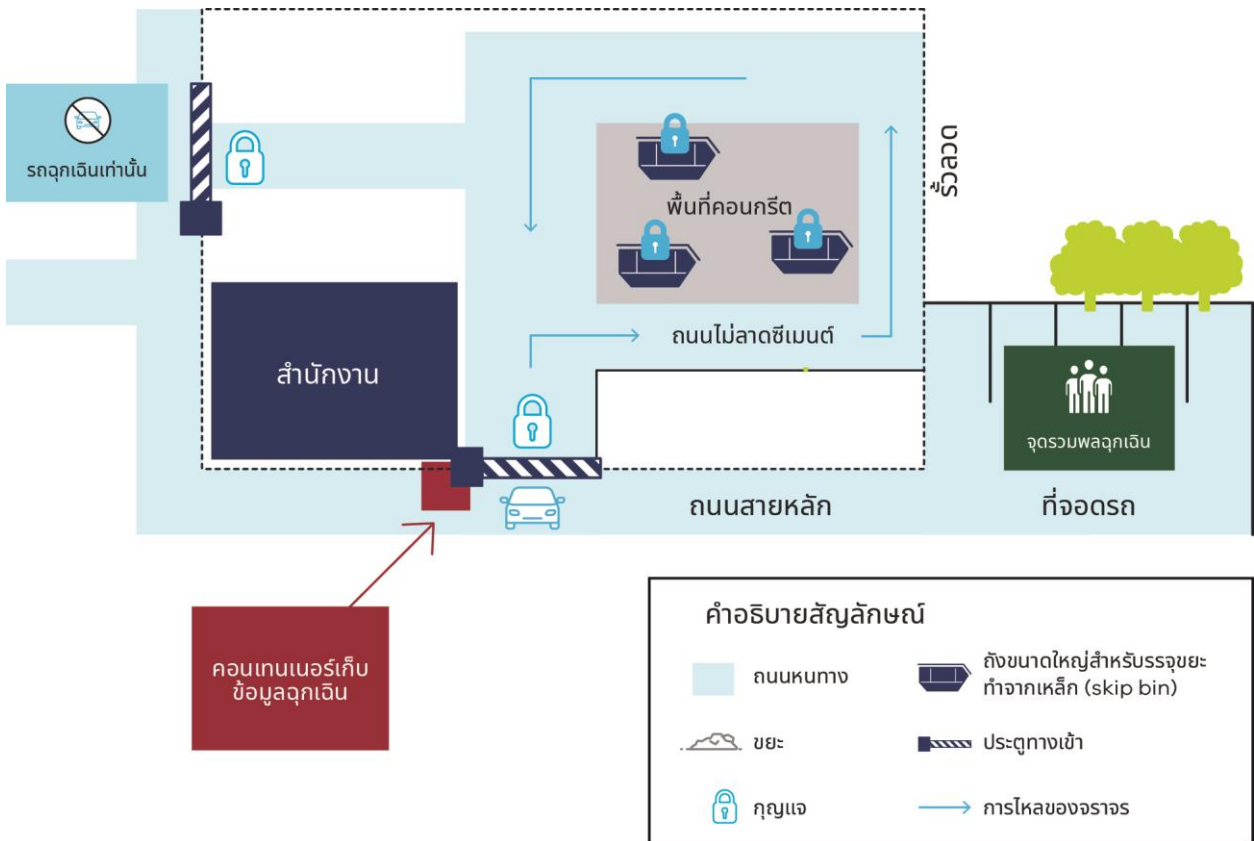 รถฉุกเฉินเท่านั้น
พื้นที่คอนกรีต
รั้วลวด
ถนนไม่ลาดซีเมนต์
สำนักงาน
จุดรวมพลฉุกเฉิน
ถนนสายหลัก
ที่จอดรถ
คอนเทนเนอร์เก็บ
ข้อมูลฉุกเฉิน
คำอธิบายสัญลักษณ์
ถนนหนทาง
ถังขนาดใหญ่สำหรับรรจุขยะ
ทำจากเหล็ก (skip bin)
ขยะ
ประตูทางเข้า
กุญแจ
การไหลของจราจร